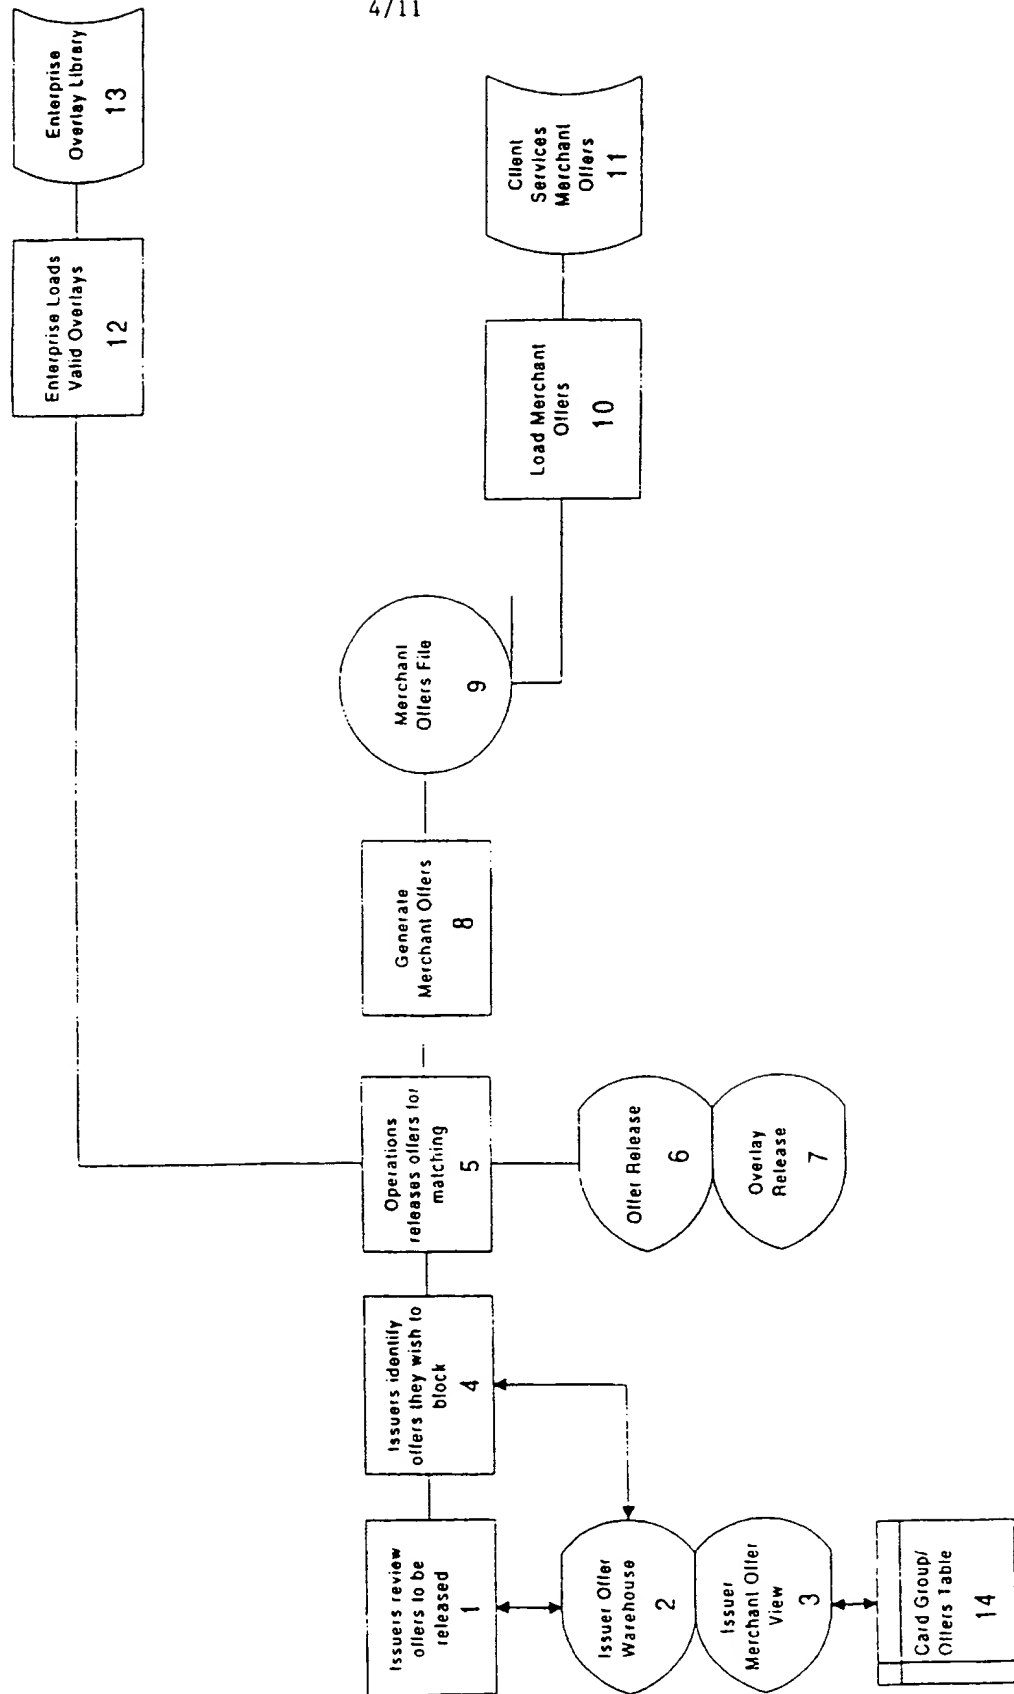 4/11
Enterprise
Overlay Library
13
Enterprise Loads
Valid Overlays
12
Client
Services
Merchant
Offers
11
Load Merchant
Offers
10
Merchant
Offers File
9
Generate
Merchant Offers
8
Operations
releases offers for
matching
5
Offer Release
6
Overlay
Release
7
Issuers identify
offers they wish to
block
4
Issuers review
offers to be
released
1
Issuer Offer
Warehouse
2
Issuer
Merchant Offer
View
3
Card Group/
Offers Table
14